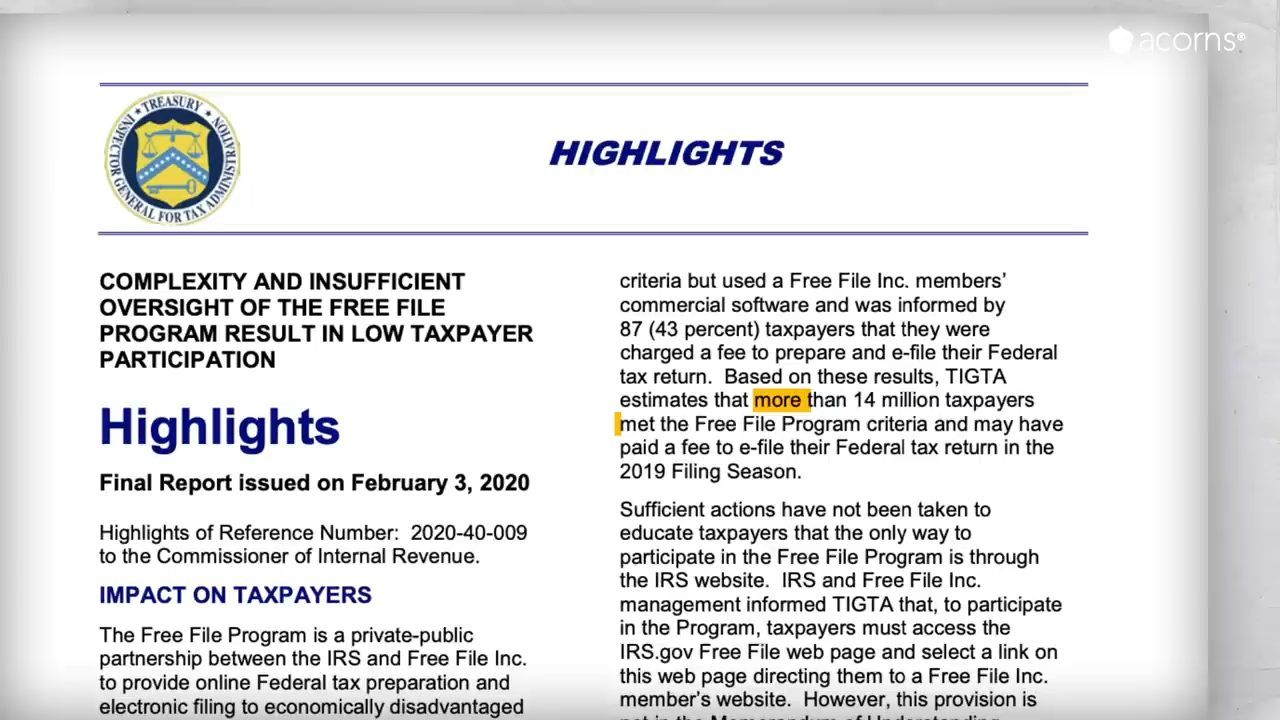 acorns®
TREASURY INSPECTOR GENERAL FOR TAX ADMINISTRATION
HIGHLIGHTS
COMPLEXITY AND INSUFFICIENT
OVERSIGHT OF THE FREE FILE
PROGRAM RESULT IN LOW TAXPAYER
PARTICIPATION
Highlights
Final Report issued on February 3, 2020
Highlights of Reference Number:  2020-40-009
to the Commissioner of Internal Revenue.
IMPACT ON TAXPAYERS
The Free File Program is a private-public
partnership between the IRS and Free File Inc.
to provide online Federal tax preparation and
electronic filing to economically disadvantaged
criteria but used a Free File Inc. members’
commercial software and was informed by
87 (43 percent) taxpayers that they were
charged a fee to prepare and e-file their Federal
tax return.  Based on these results, TIGTA
estimates that more than 14 million taxpayers
met the Free File Program criteria and may have
paid a fee to e-file their Federal tax return in the
2019 Filing Season.
Sufficient actions have not been taken to
educate taxpayers that the only way to
participate in the Free File Program is through
the IRS website.  IRS and Free File Inc.
management informed TIGTA that, to participate
in the Program, taxpayers must access the
IRS.gov Free File web page and select a link on
this web page directing them to a Free File Inc.
member’s website.  However, this provision is
not in the Memorandum of Understanding